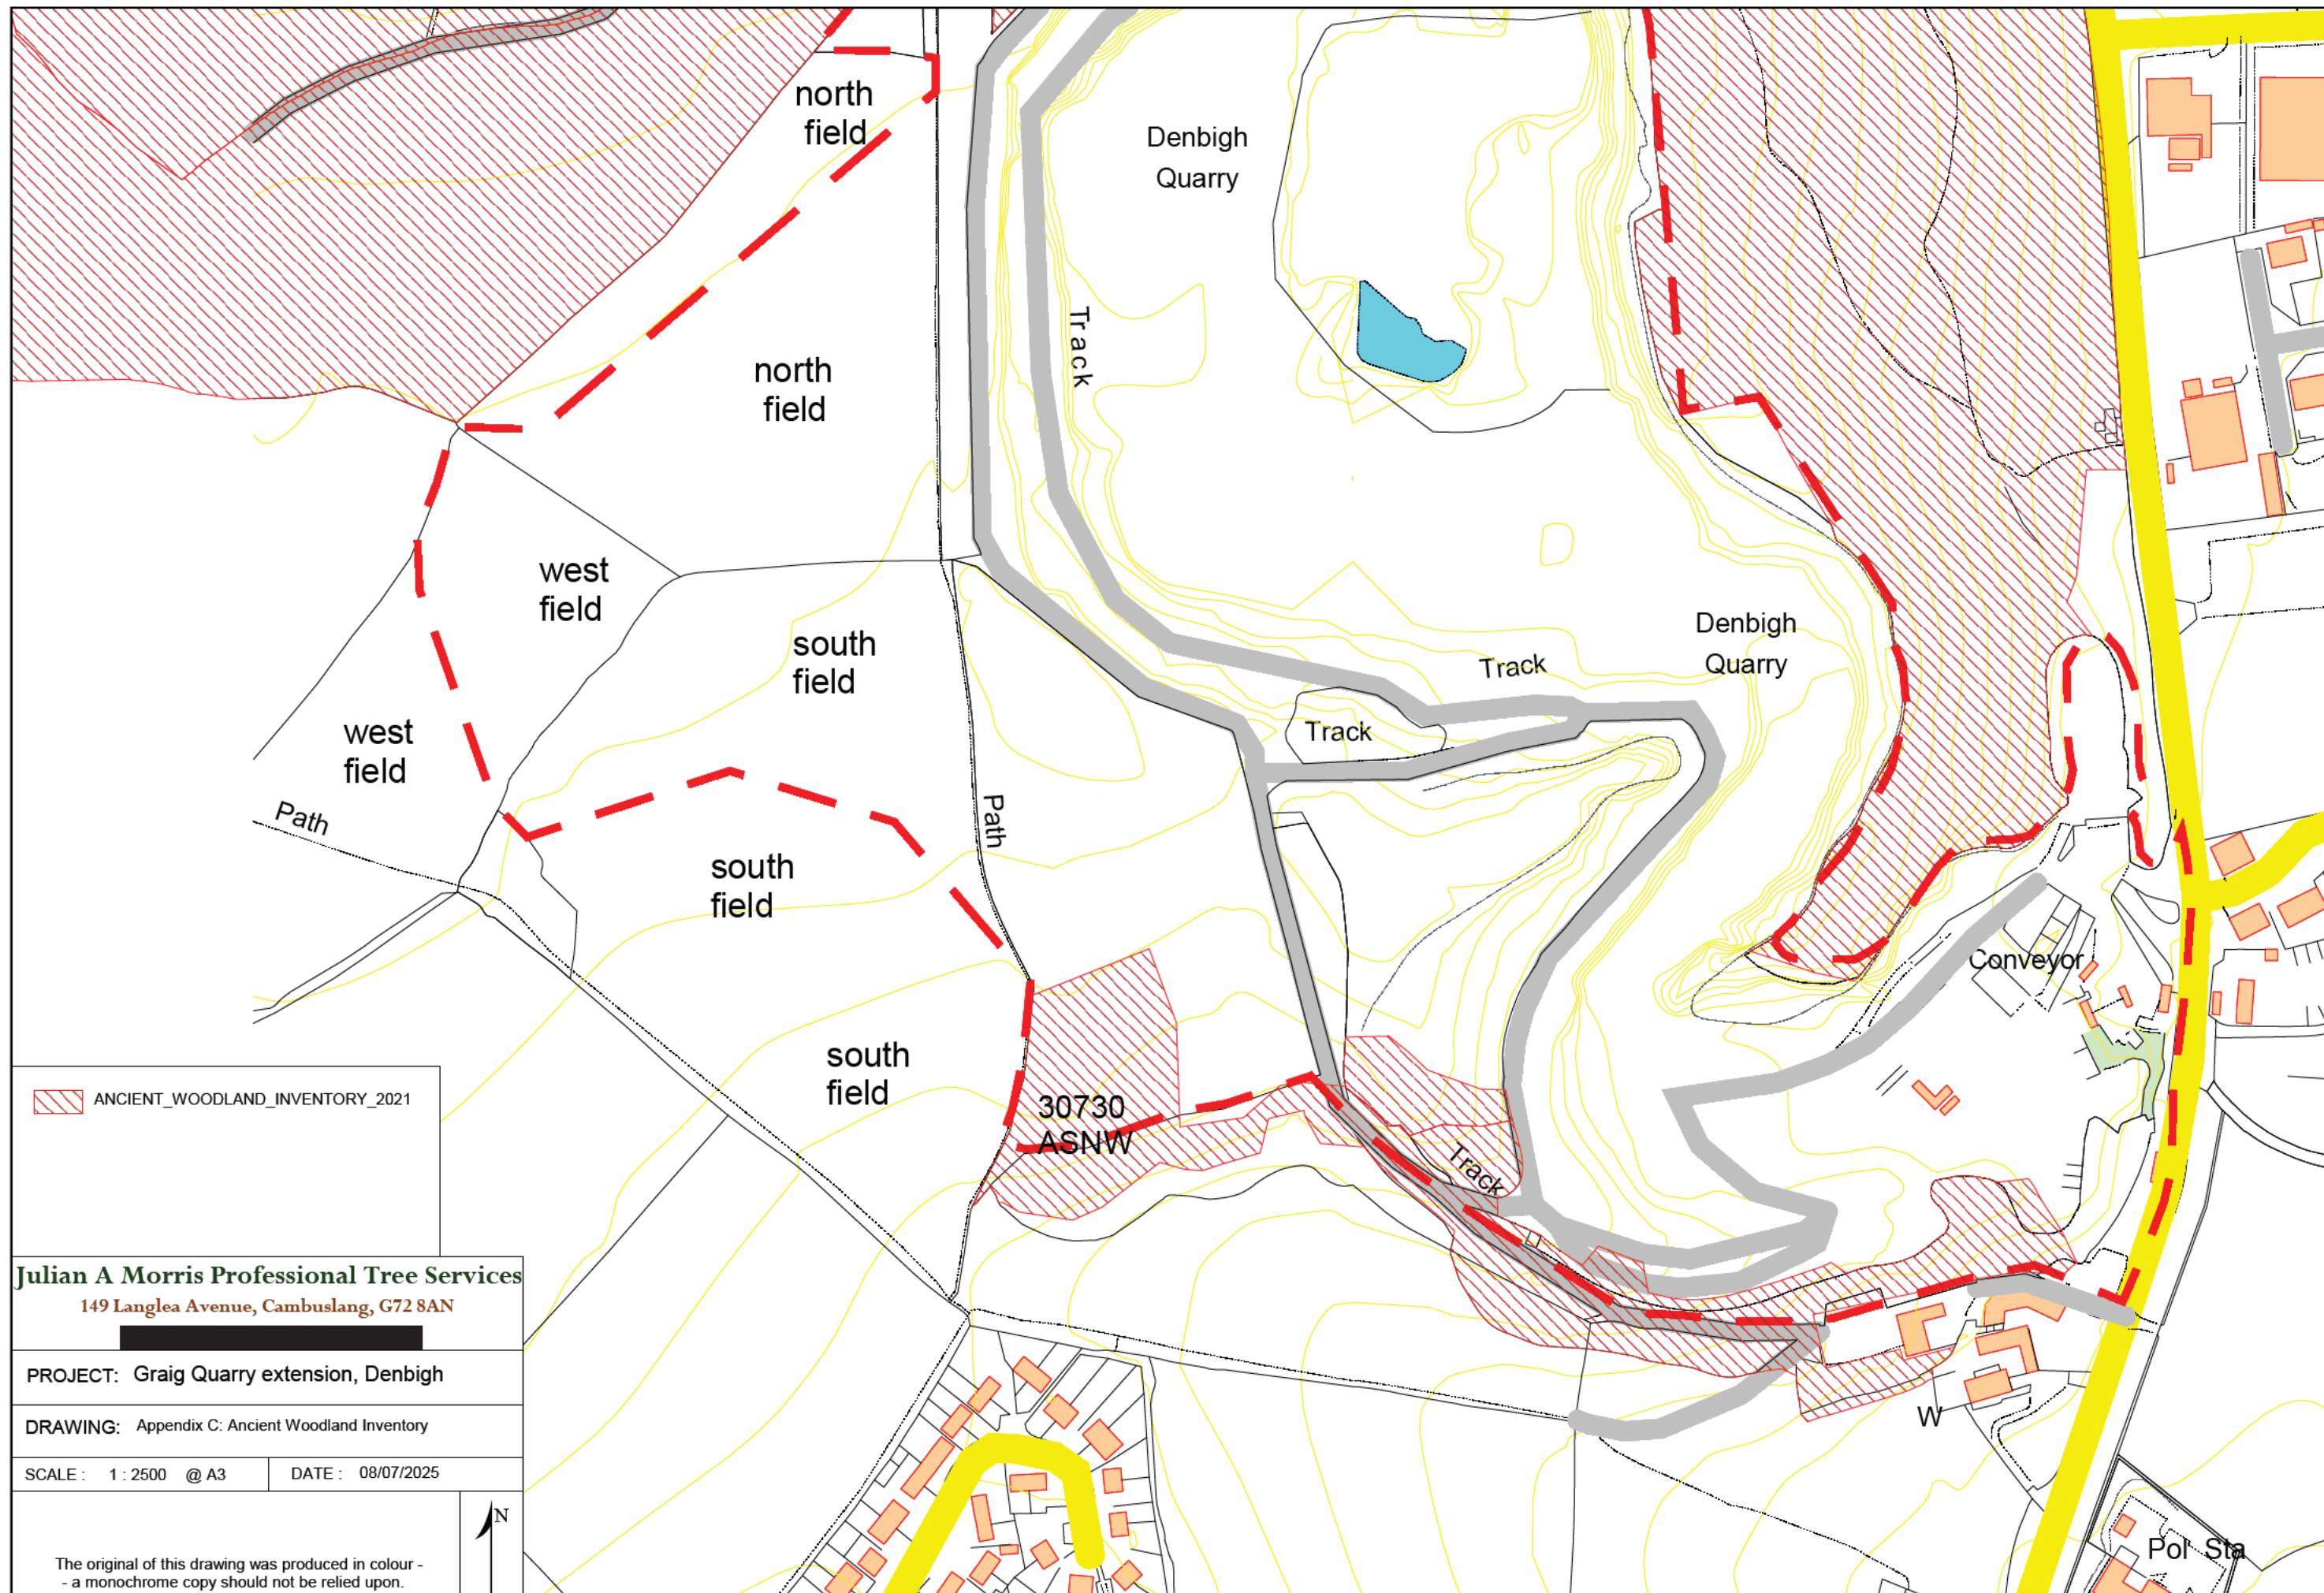 north
field
Denbigh
Quarry
Track
north
field
west
field
south
field
Denbigh
Quarry
Track
Track
west
field
Path
Path
south
field
Conveyor
south
field
30730
ASNW
Track
W
Pol Sta
ANCIENT_WOODLAND_INVENTORY_2021
Julian A Morris Professional Tree Services
149 Langlea Avenue, Cambuslang, G72 8AN
PROJECT: Graig Quarry extension, Denbigh
DRAWING: Appendix C: Ancient Woodland Inventory
SCALE : 1 : 2500 @ A3 DATE : 08/07/2025
N
The original of this drawing was produced in colour -
- a monochrome copy should not be relied upon.